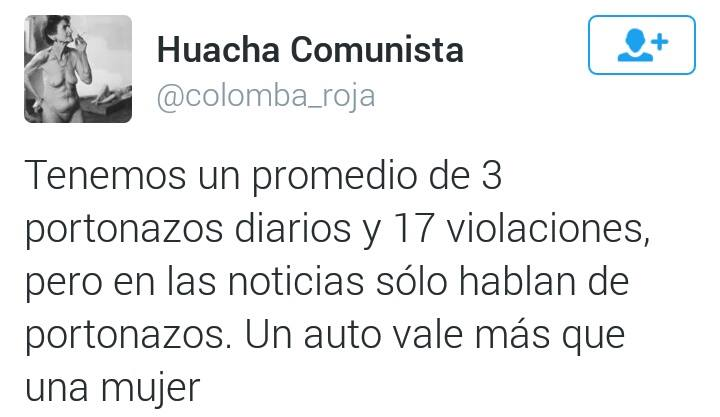 Huacha Comunista
@colomba_roja
Tenemos un promedio de 3
portonazos diarios y 17 violaciones,
pero en las noticias sólo hablan de
portonazos. Un auto vale más que
una mujer